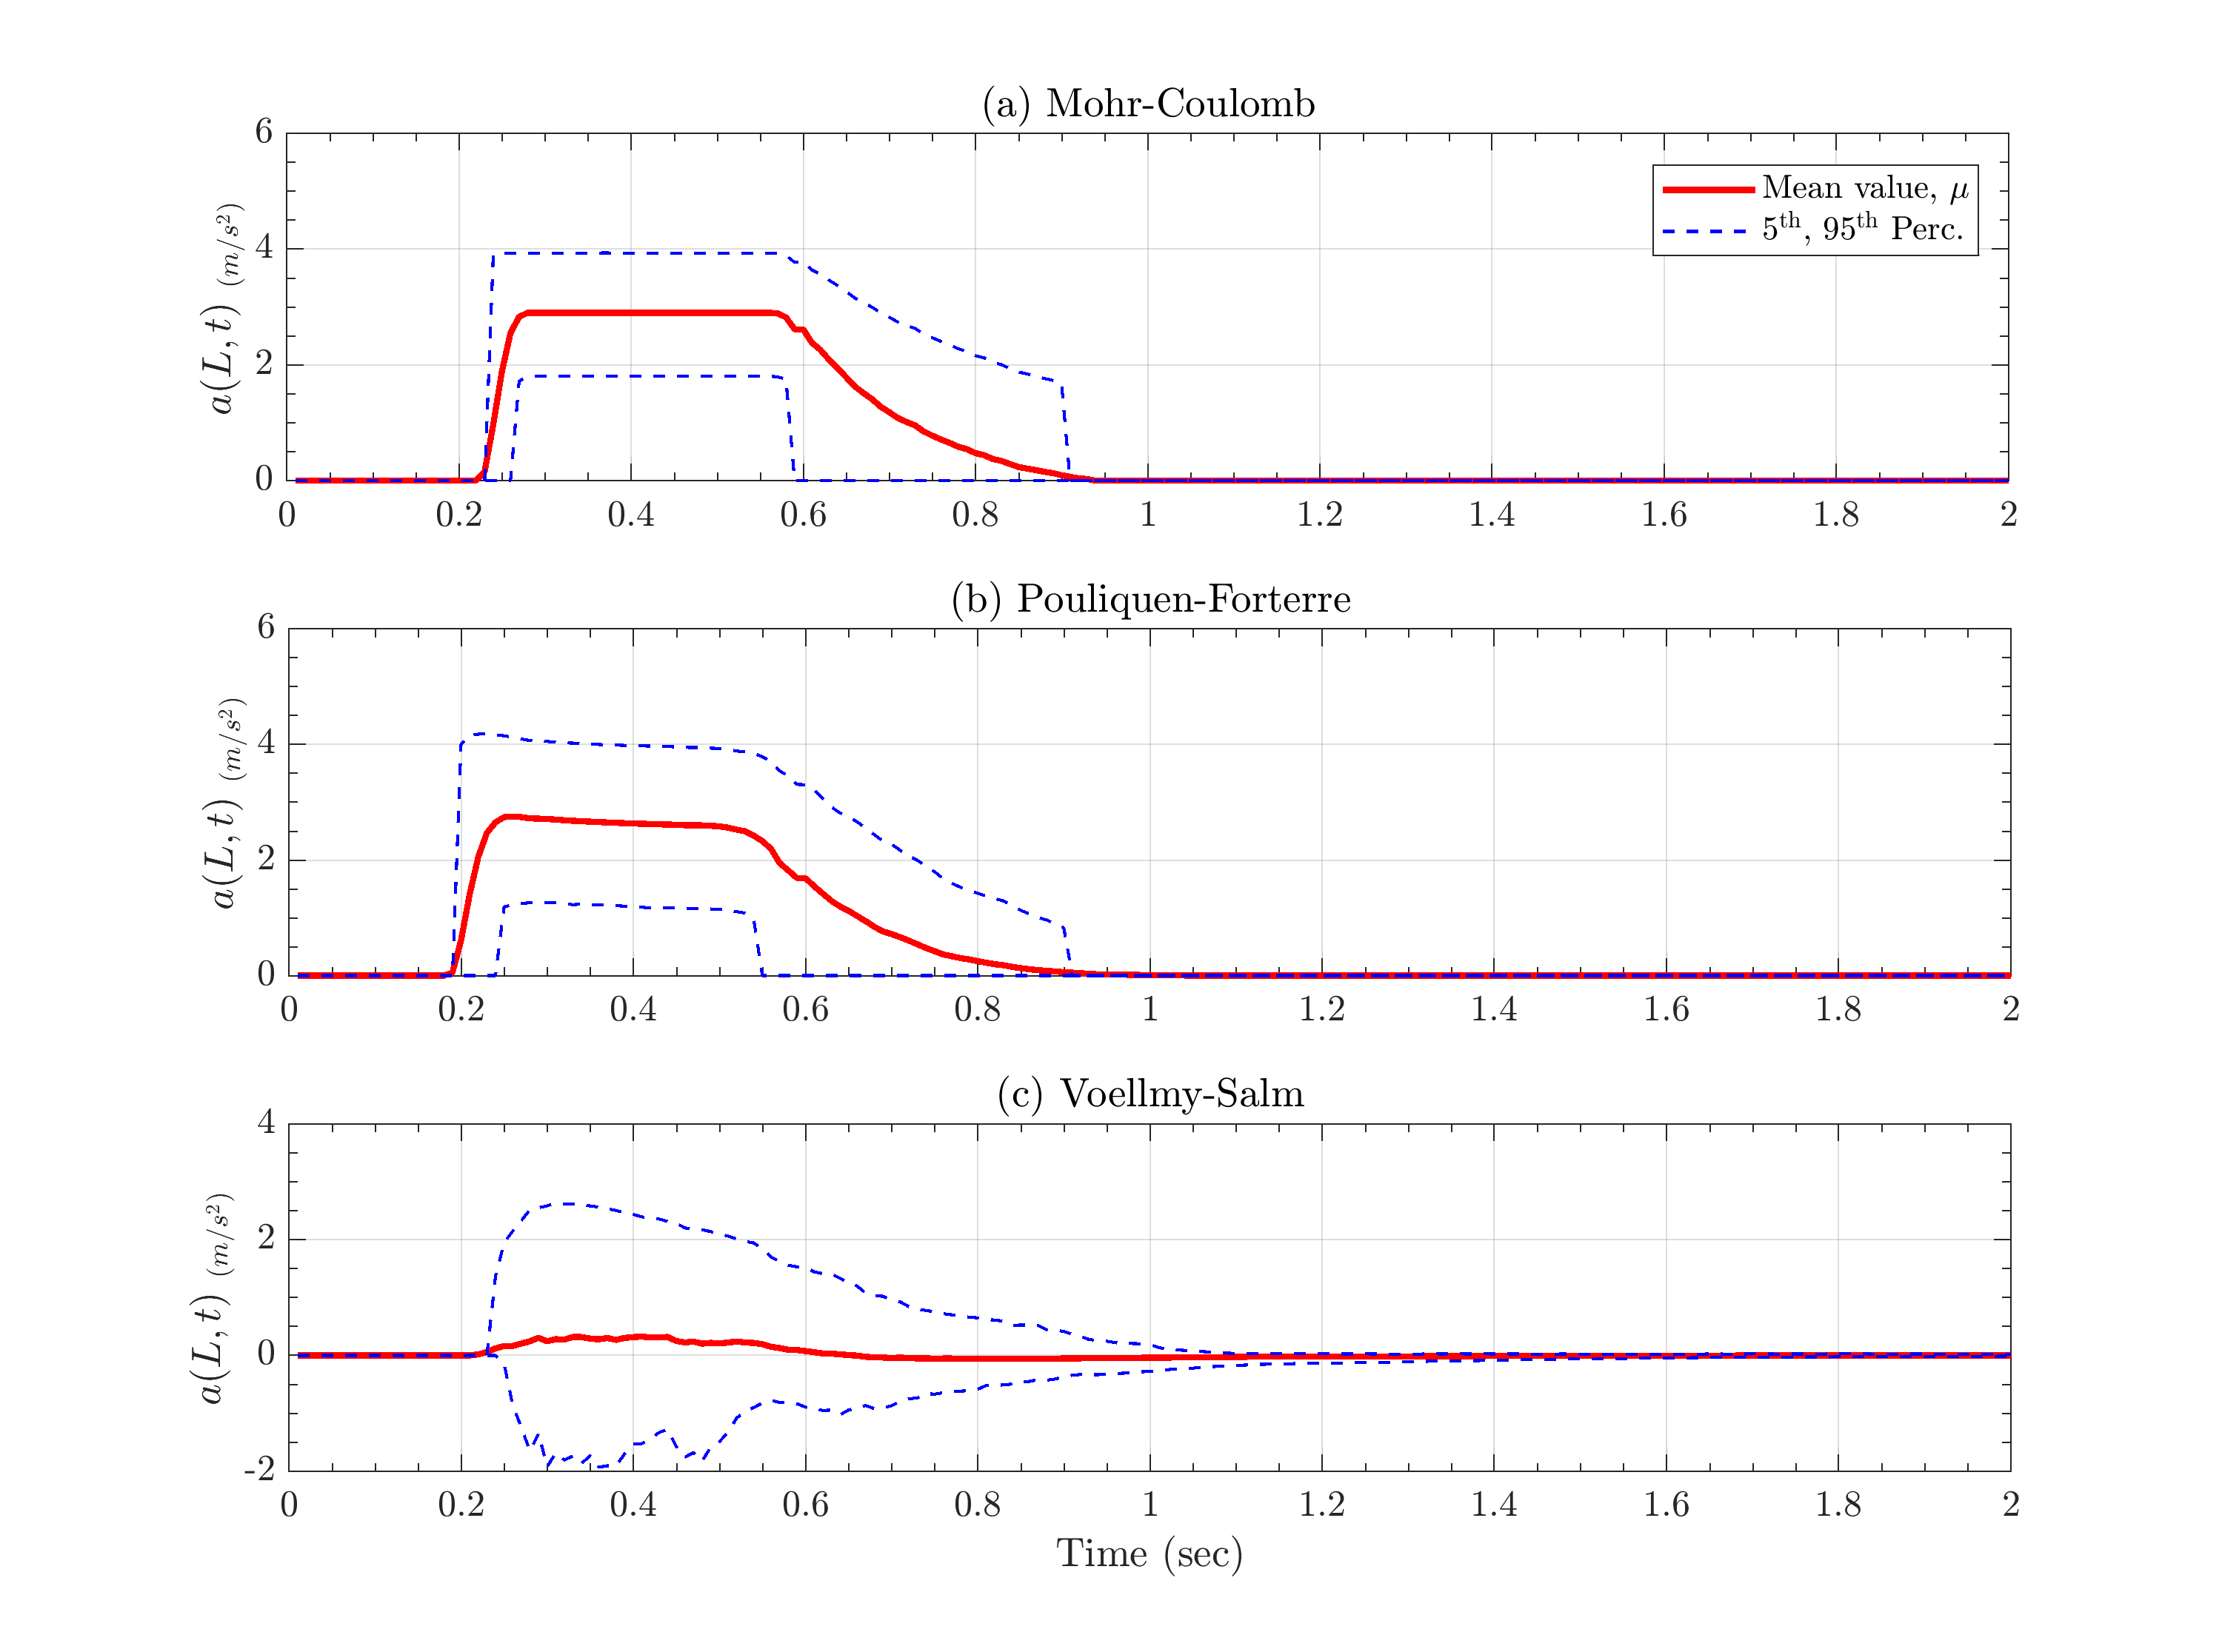 (a) Mohr-Coulomb
6
4
2
0
a(L, t) (m/s²)
Mean value, μ
5ᵗʰ, 95ᵗʰ Perc.
0 0.2 0.4 0.6 0.8 1 1.2 1.4 1.6 1.8 2
(b) Pouliquen-Forterre
6
4
2
0
a(L, t) (m/s²)
0 0.2 0.4 0.6 0.8 1 1.2 1.4 1.6 1.8 2
(c) Voellmy-Salm
4
2
0
-2
a(L, t) (m/s²)
0 0.2 0.4 0.6 0.8 1 1.2 1.4 1.6 1.8 2
Time (sec)